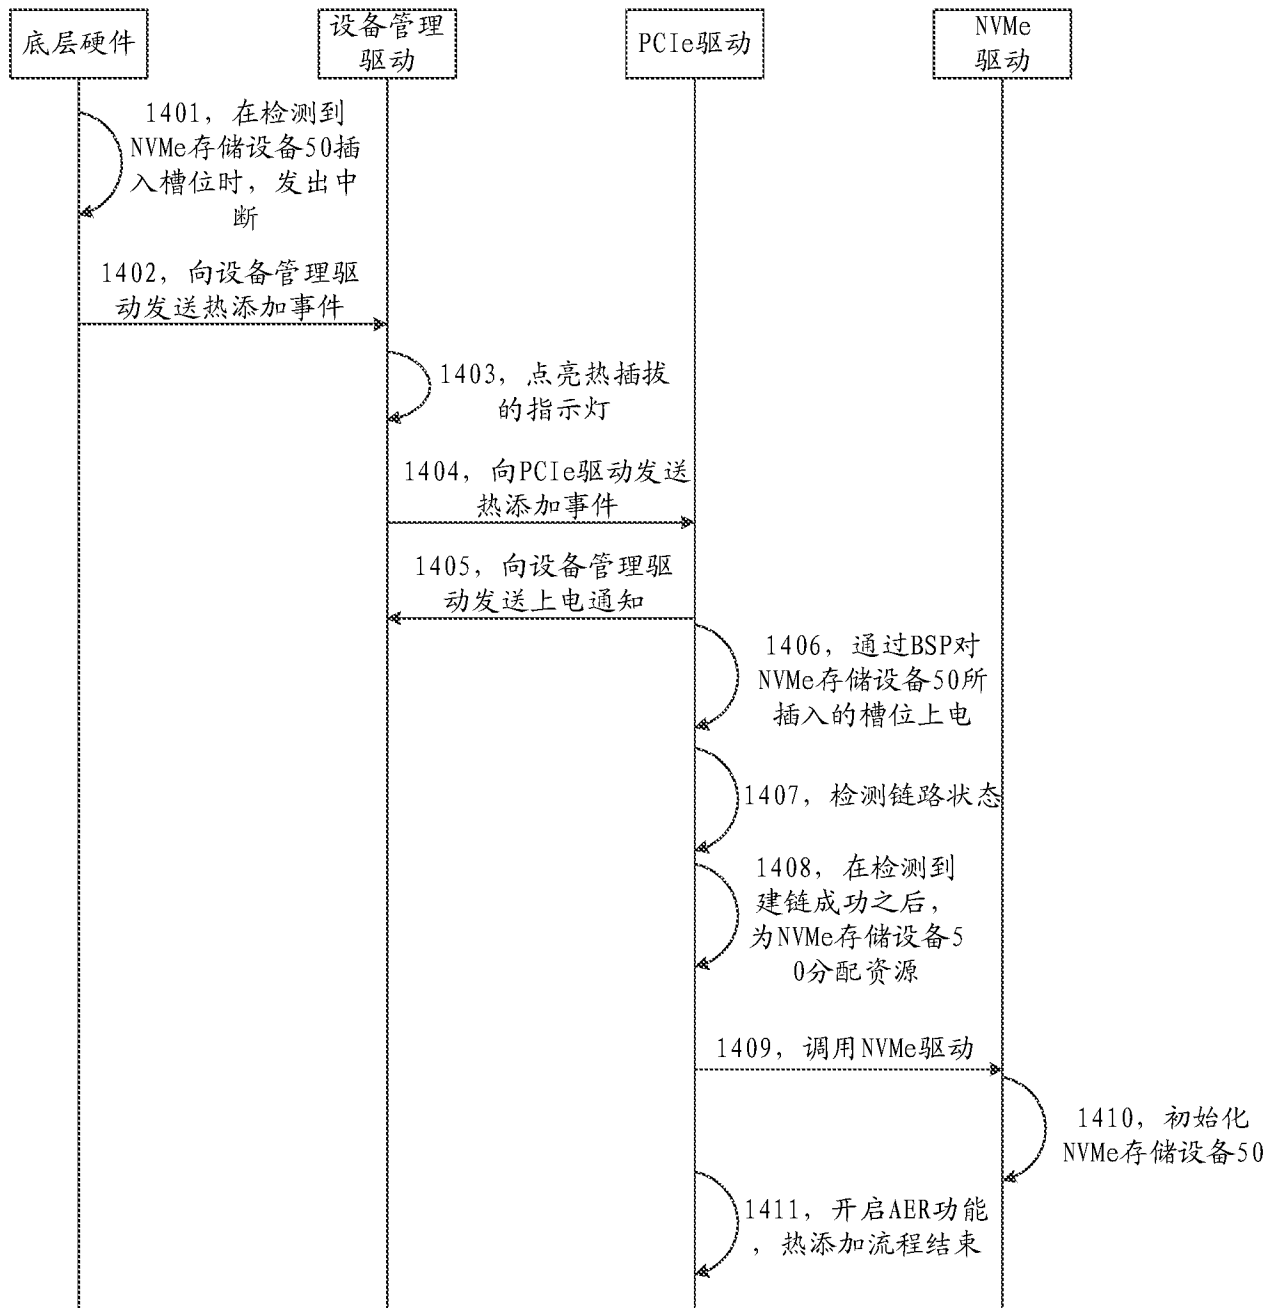 底层硬件
设备管理
驱动
PCIe驱动
NVMe
驱动
1401，在检测到
NVMe存储设备50插
入槽位时，发出中
断
1402，向设备管理驱
动发送热添加事件
1403，点亮热插拔
的指示灯
1404，向PCIe驱动发送
热添加事件
1405，向设备管理驱
动发送上电通知
1406，通过BSP对
NVMe存储设备50所
插入的槽位上电
1407，检测链路状态
1408，在检测到
建链成功之后，
为NVMe存储设备5
0分配资源
1409，调用NVMe驱动
1410，初始化
NVMe存储设备50
1411，开启AER功能
，热添加流程结束